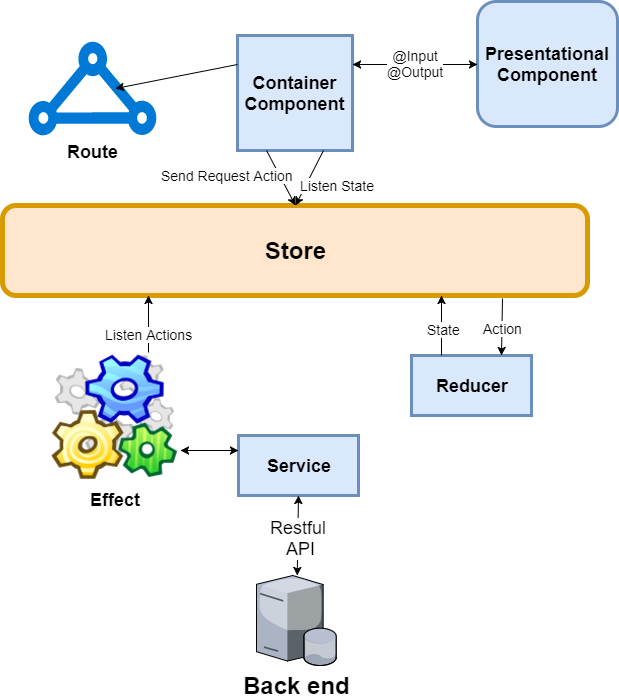 @Input
@Output
Presentational
Component
Container
Component
Route
Send Request Action
Listen State
Store
Listen Actions
State
Action
Reducer
Service
Effect
Restful
API
Back end